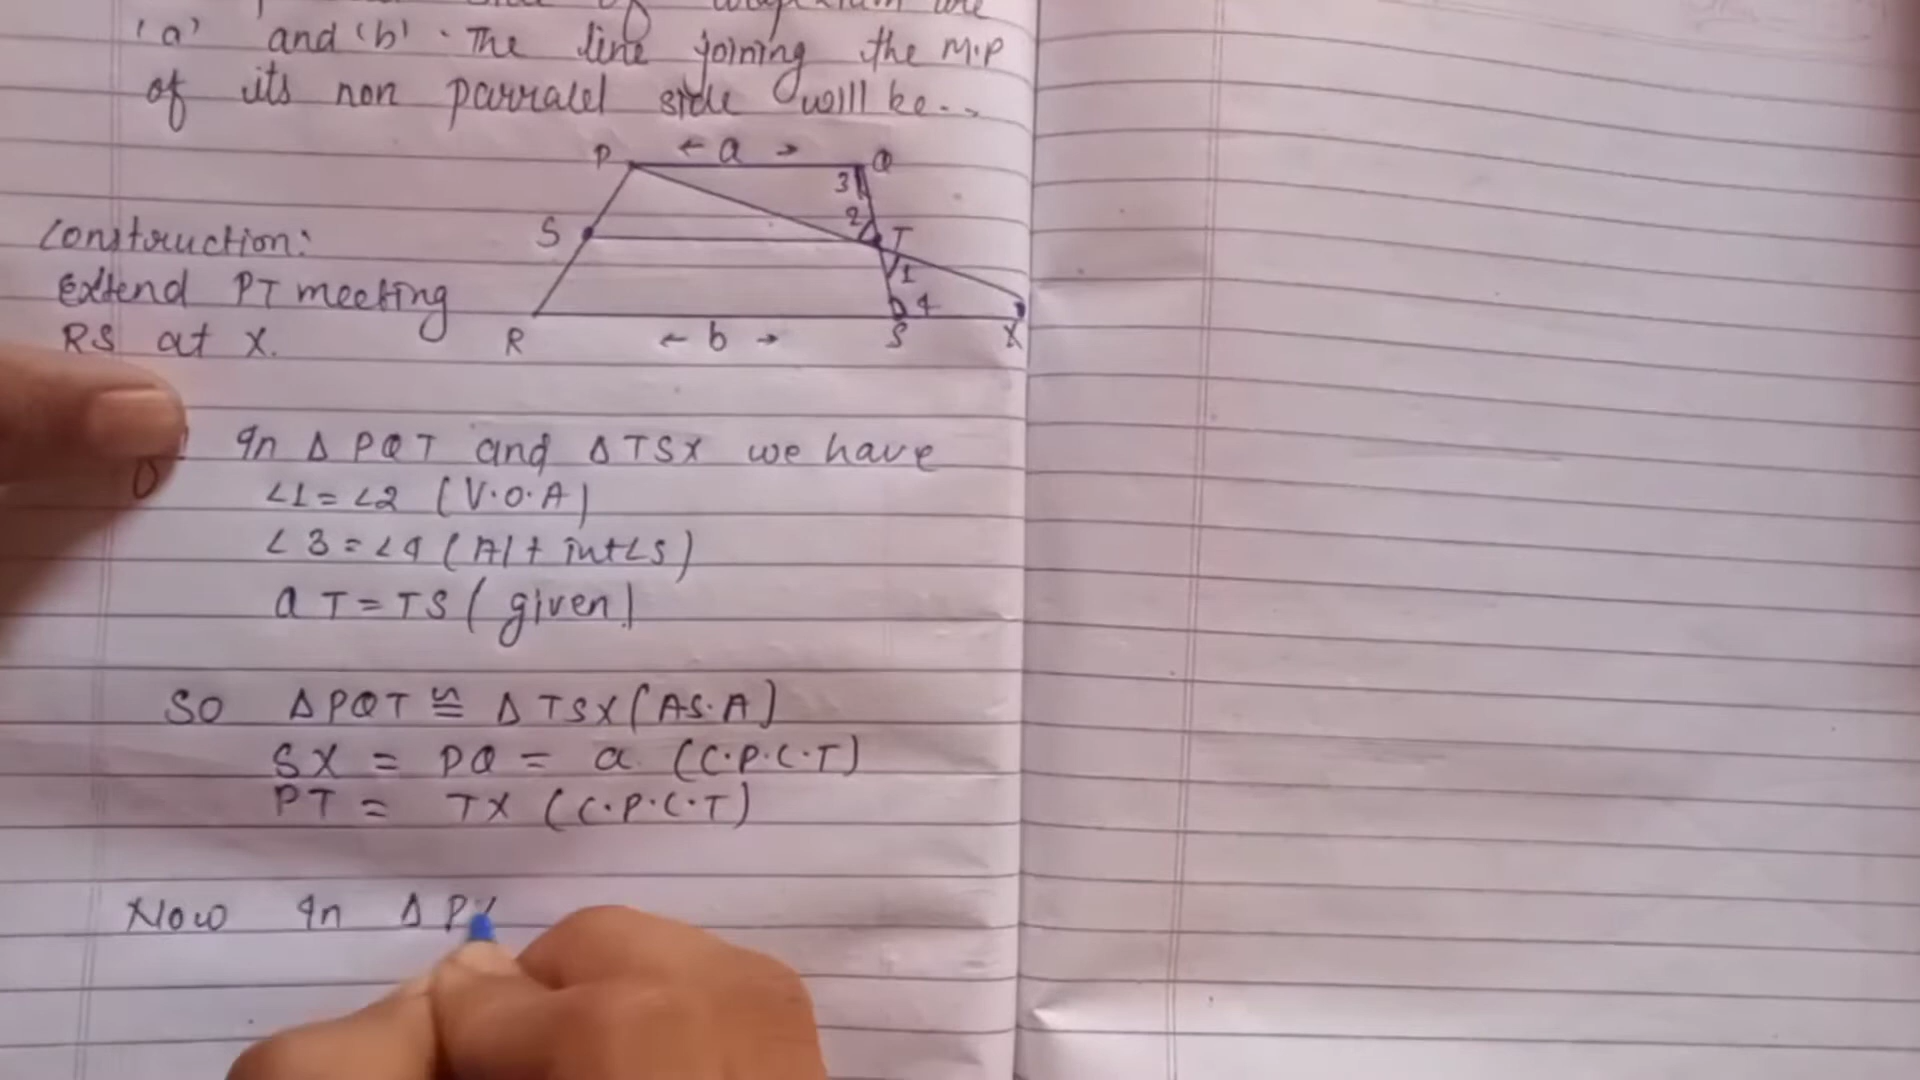 'a' and 'b'. The line joining the M.P
of its non parralel side willl be..
P ← a → Q
3
2
S T
1
4
R ← b → S X
Construction:
Extend PT meeting
RS at X.
In Δ PQT and Δ TSX we have
∠1 = ∠2 (V.O.A)
∠3 = ∠4 (Alt int∠s)
QT = TS (given)
SO ΔPQT ≅ ΔTSX (AS.A)
SX = PQ = a. (C.P.C.T)
PT = TX (C.P.C.T)
Now In Δ P